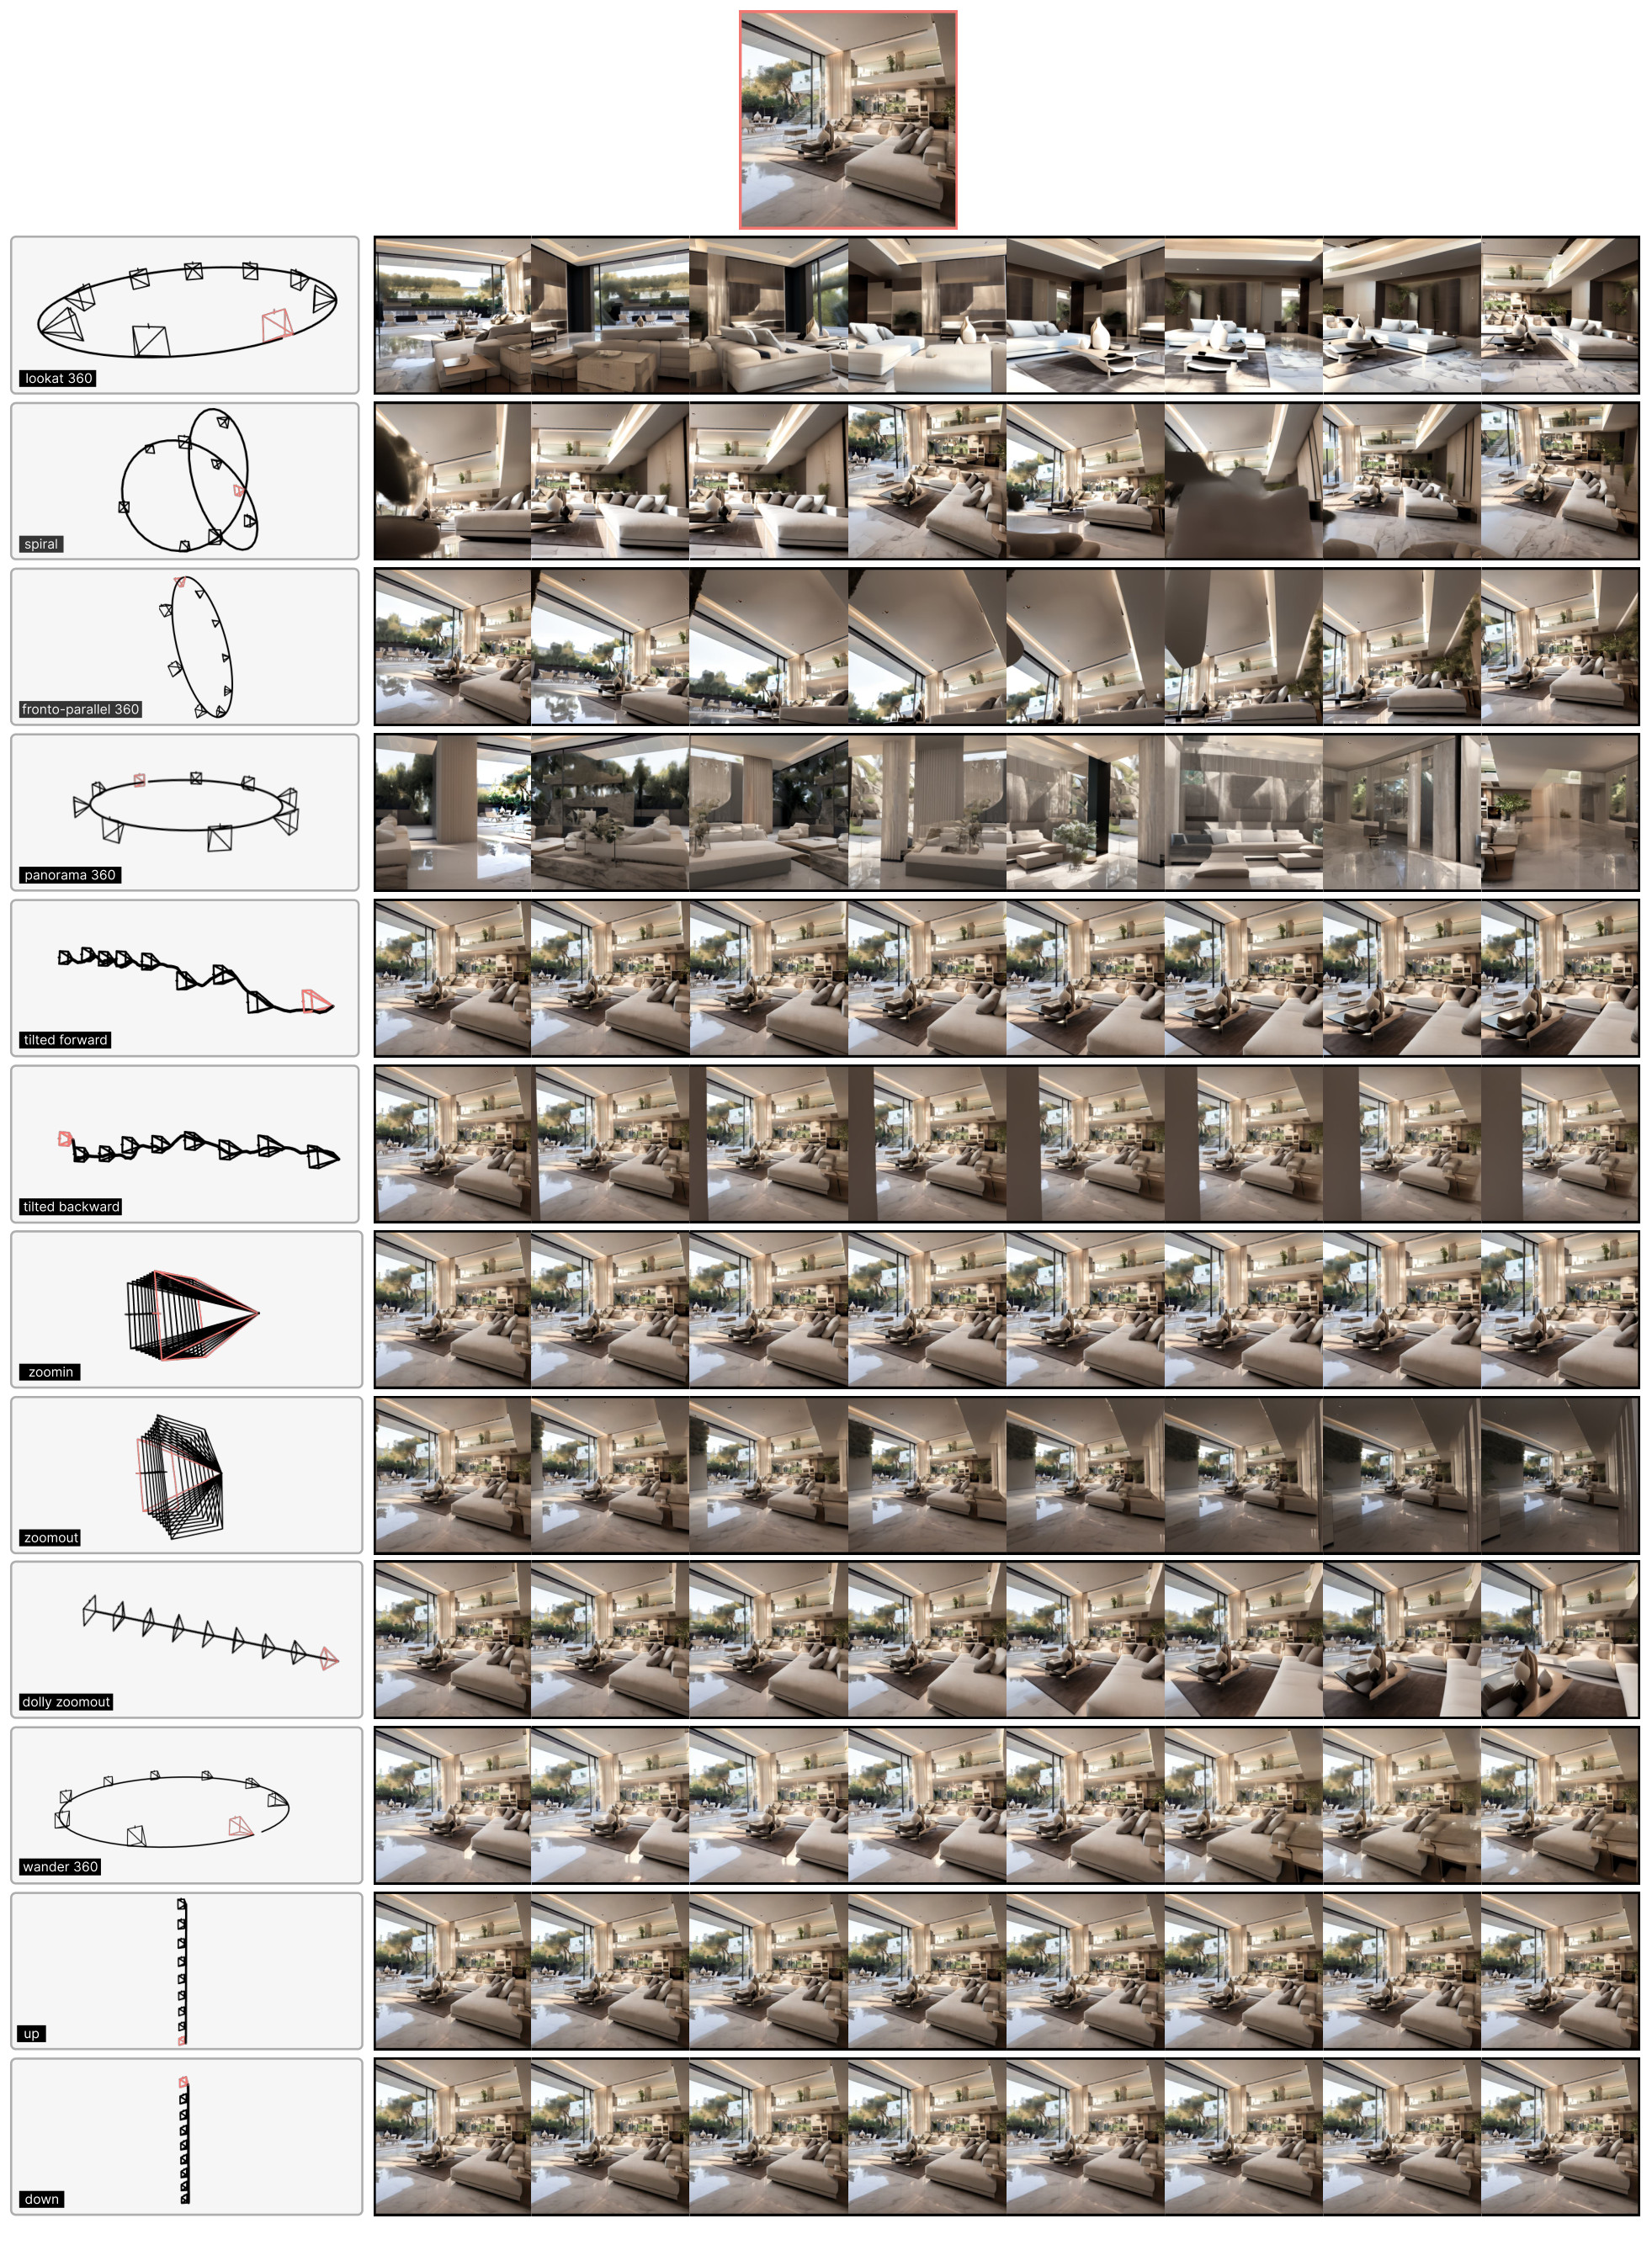 lookat 360
spiral
fronto-parallel 360
panorama 360
tilted forward
tilted backward
zoomin
zoomout
dolly zoomout
wander 360
up
down